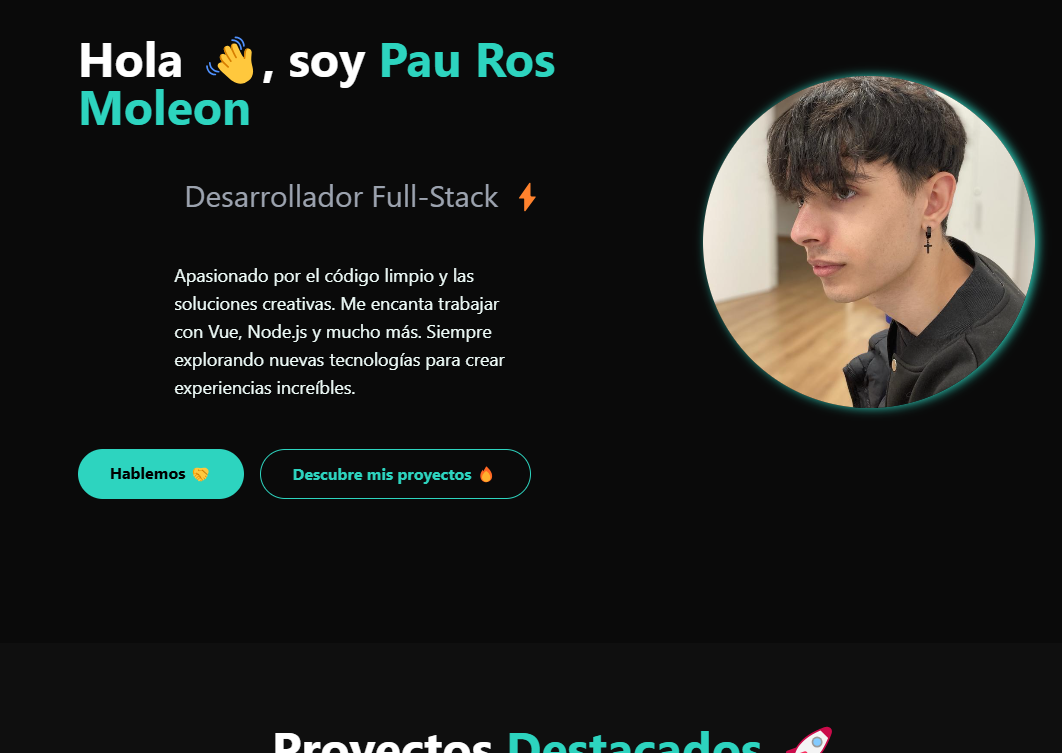 Hola 👋, soy Pau Ros
Moleon
Desarrollador Full-Stack ⚡
Apasionado por el código limpio y las
soluciones creativas. Me encanta trabajar
con Vue, Node.js y mucho más. Siempre
explorando nuevas tecnologías para crear
experiencias increíbles.
Hablemos 🤝
Descubre mis proyectos 🔥
Proyectos Destacados 🚀